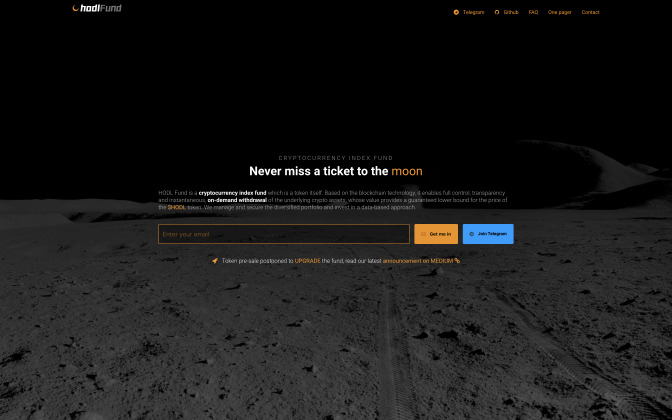 hodlFund
Telegram
Github
FAQ
One pager
Contact
CRYPTOCURRENCY INDEX FUND
Never miss a ticket to the moon
HODL Fund is a cryptocurrency index fund which is a token itself. Based on the blockchain technology, it enables full control, transparency
and instantaneous, on-demand withdrawal of the underlying crypto assets, whose value provides a guaranteed lower bound for the price of
the $HODL token. We manage and secure the diversified portfolio and invest in a data-based approach.
Enter your email
Get me in
Join Telegram
Token pre-sale postponed to UPGRADE the fund, read our latest announcement on MEDIUM